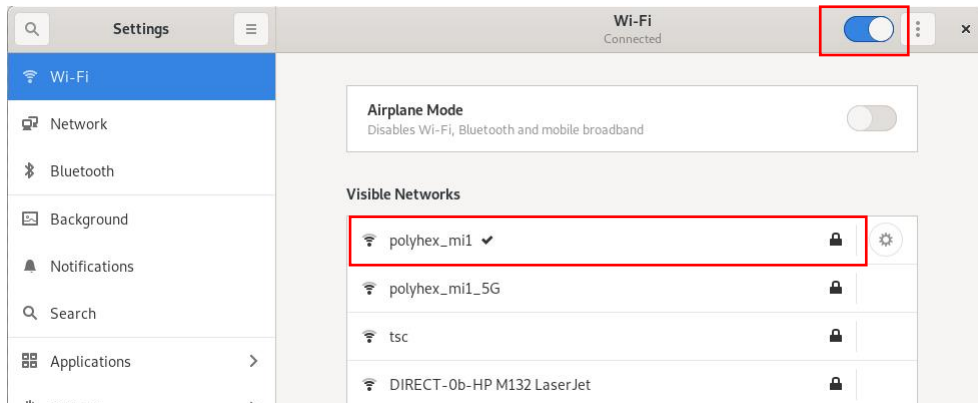 Settings
Wi-Fi
Connected
Wi-Fi
Network
Bluetooth
Background
Notifications
Search
Applications
Airplane Mode
Disables Wi-Fi, Bluetooth and mobile broadband
Visible Networks
polyhex_mi1
polyhex_mi1_5G
tsc
DIRECT-0b-HP M132 LaserJet